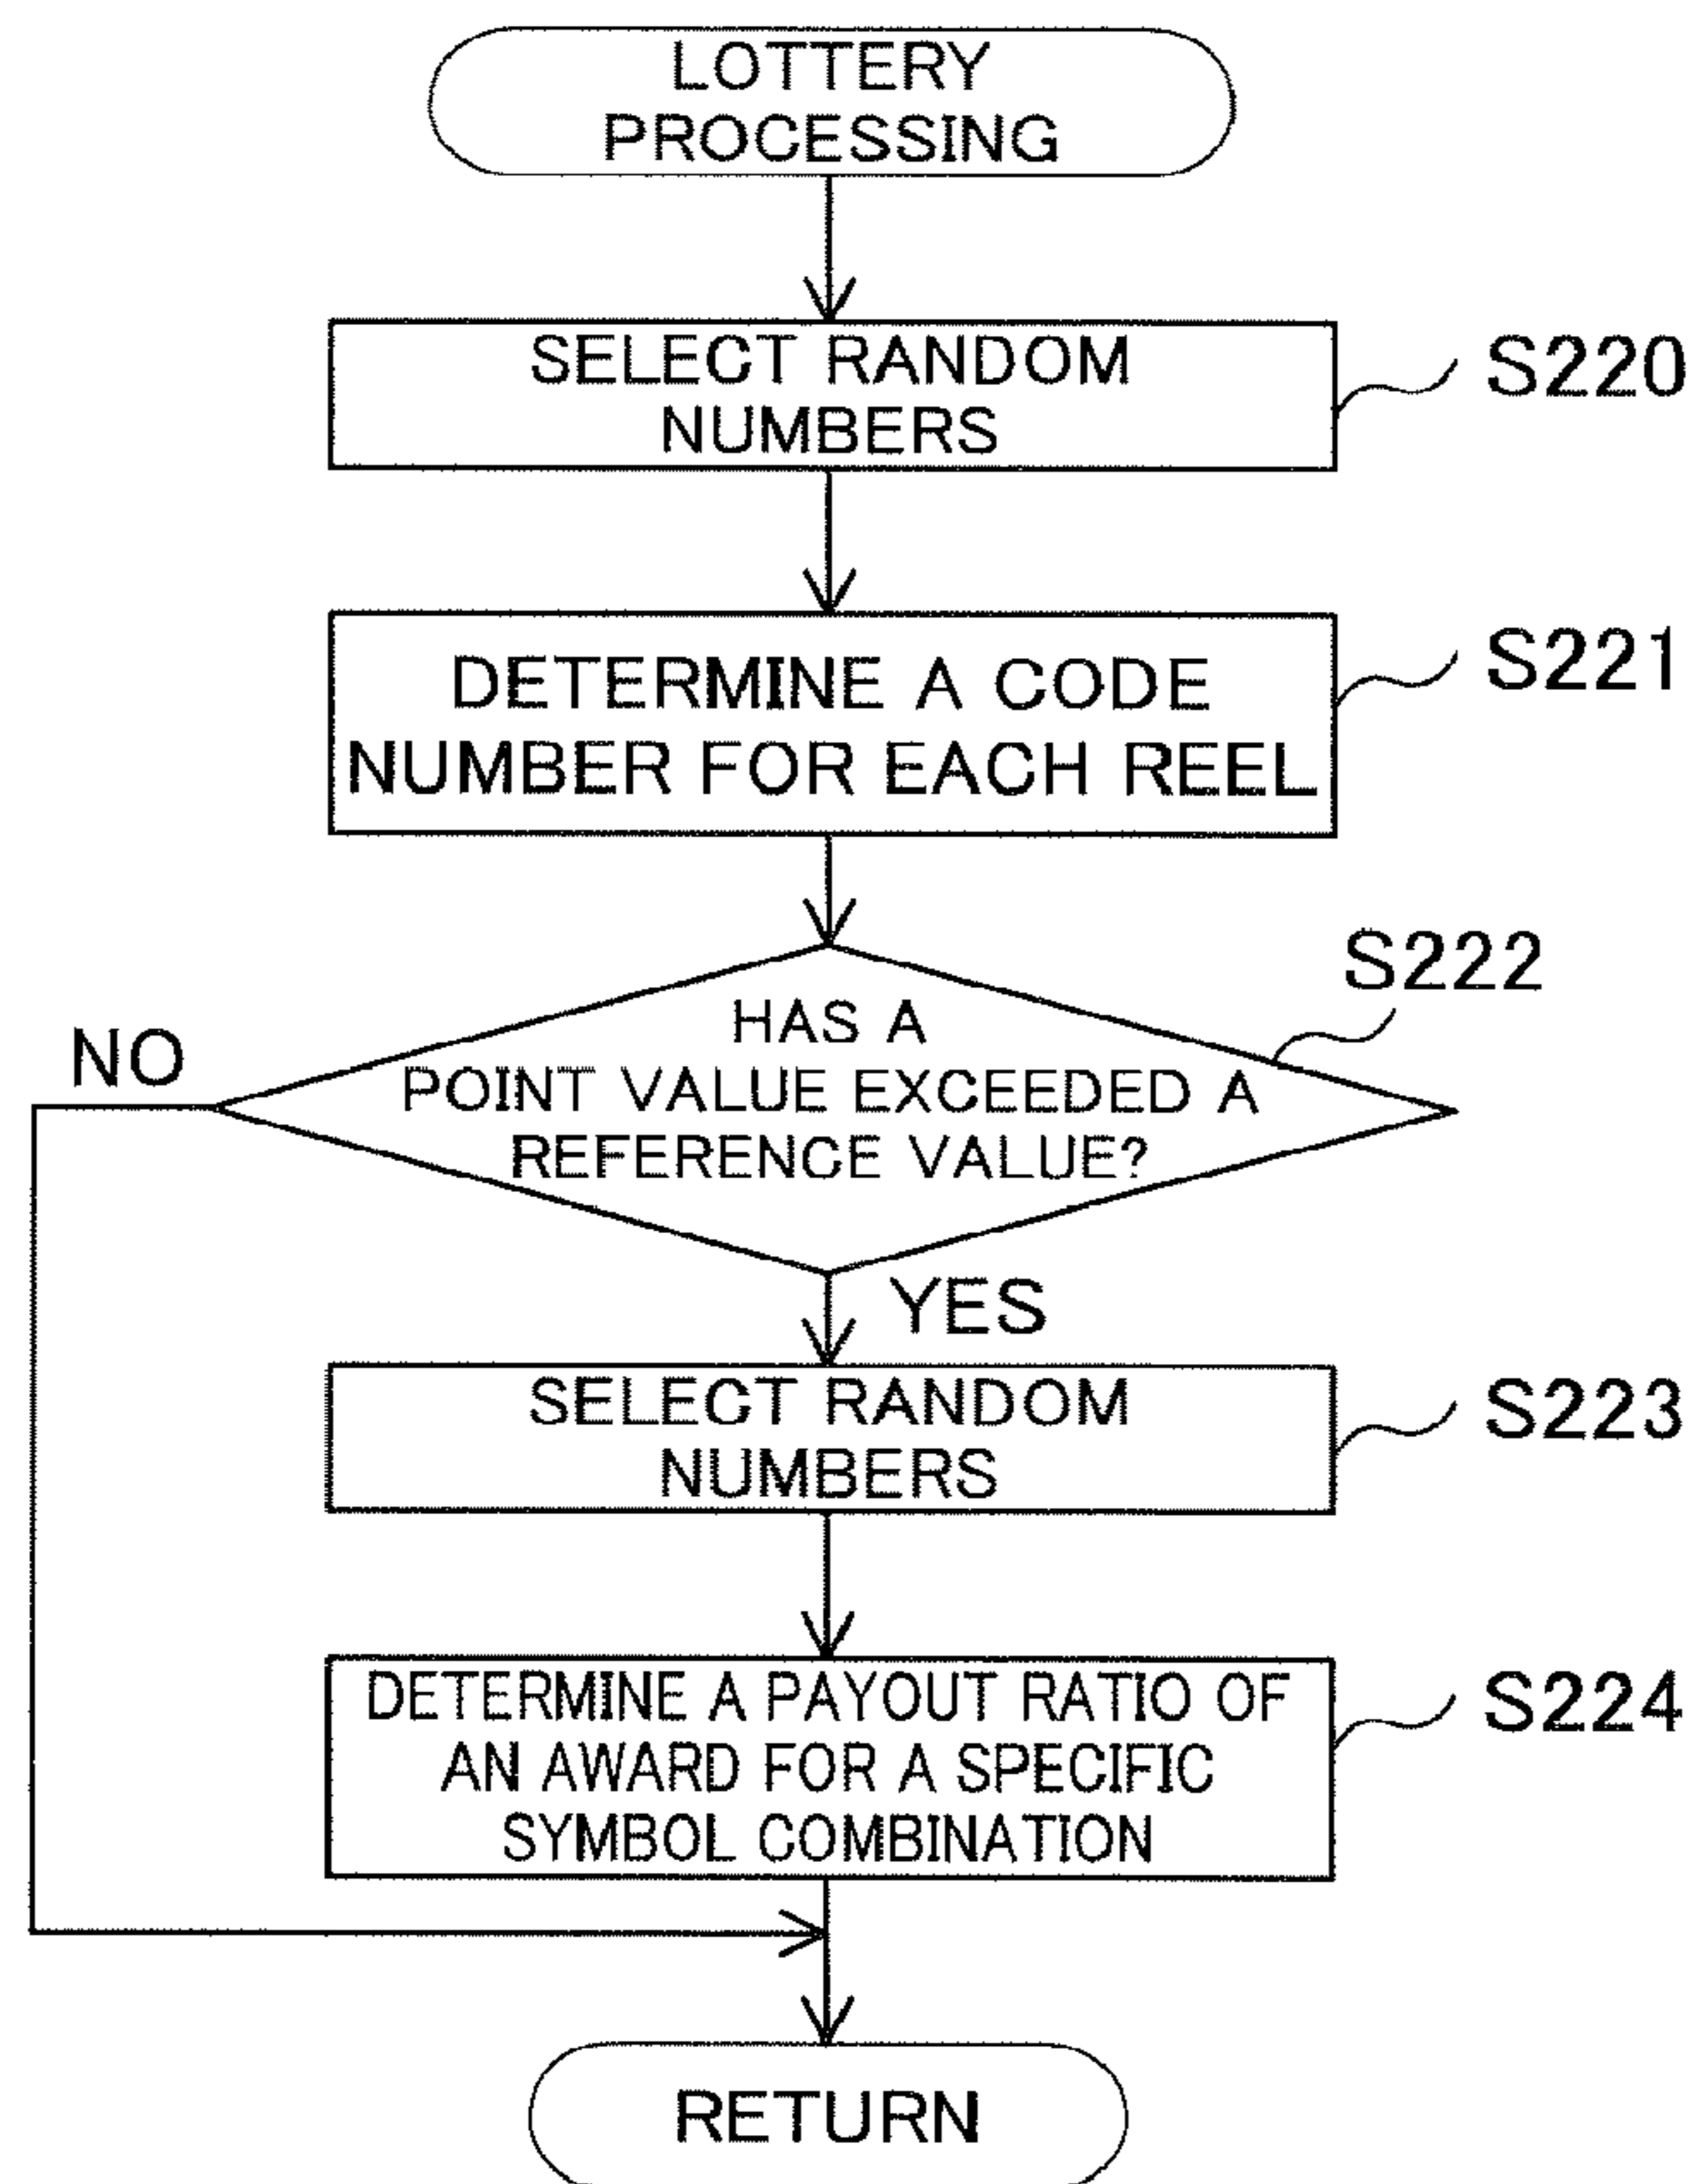 LOTTERY
PROCESSING
SELECT RANDOM
NUMBERS
S220
DETERMINE A CODE
NUMBER FOR EACH REEL
S221
S222
HAS A
POINT VALUE EXCEEDED A
REFERENCE VALUE?
NO
YES
SELECT RANDOM
NUMBERS
S223
DETERMINE A PAYOUT RATIO OF
AN AWARD FOR A SPECIFIC
SYMBOL COMBINATION
S224
RETURN